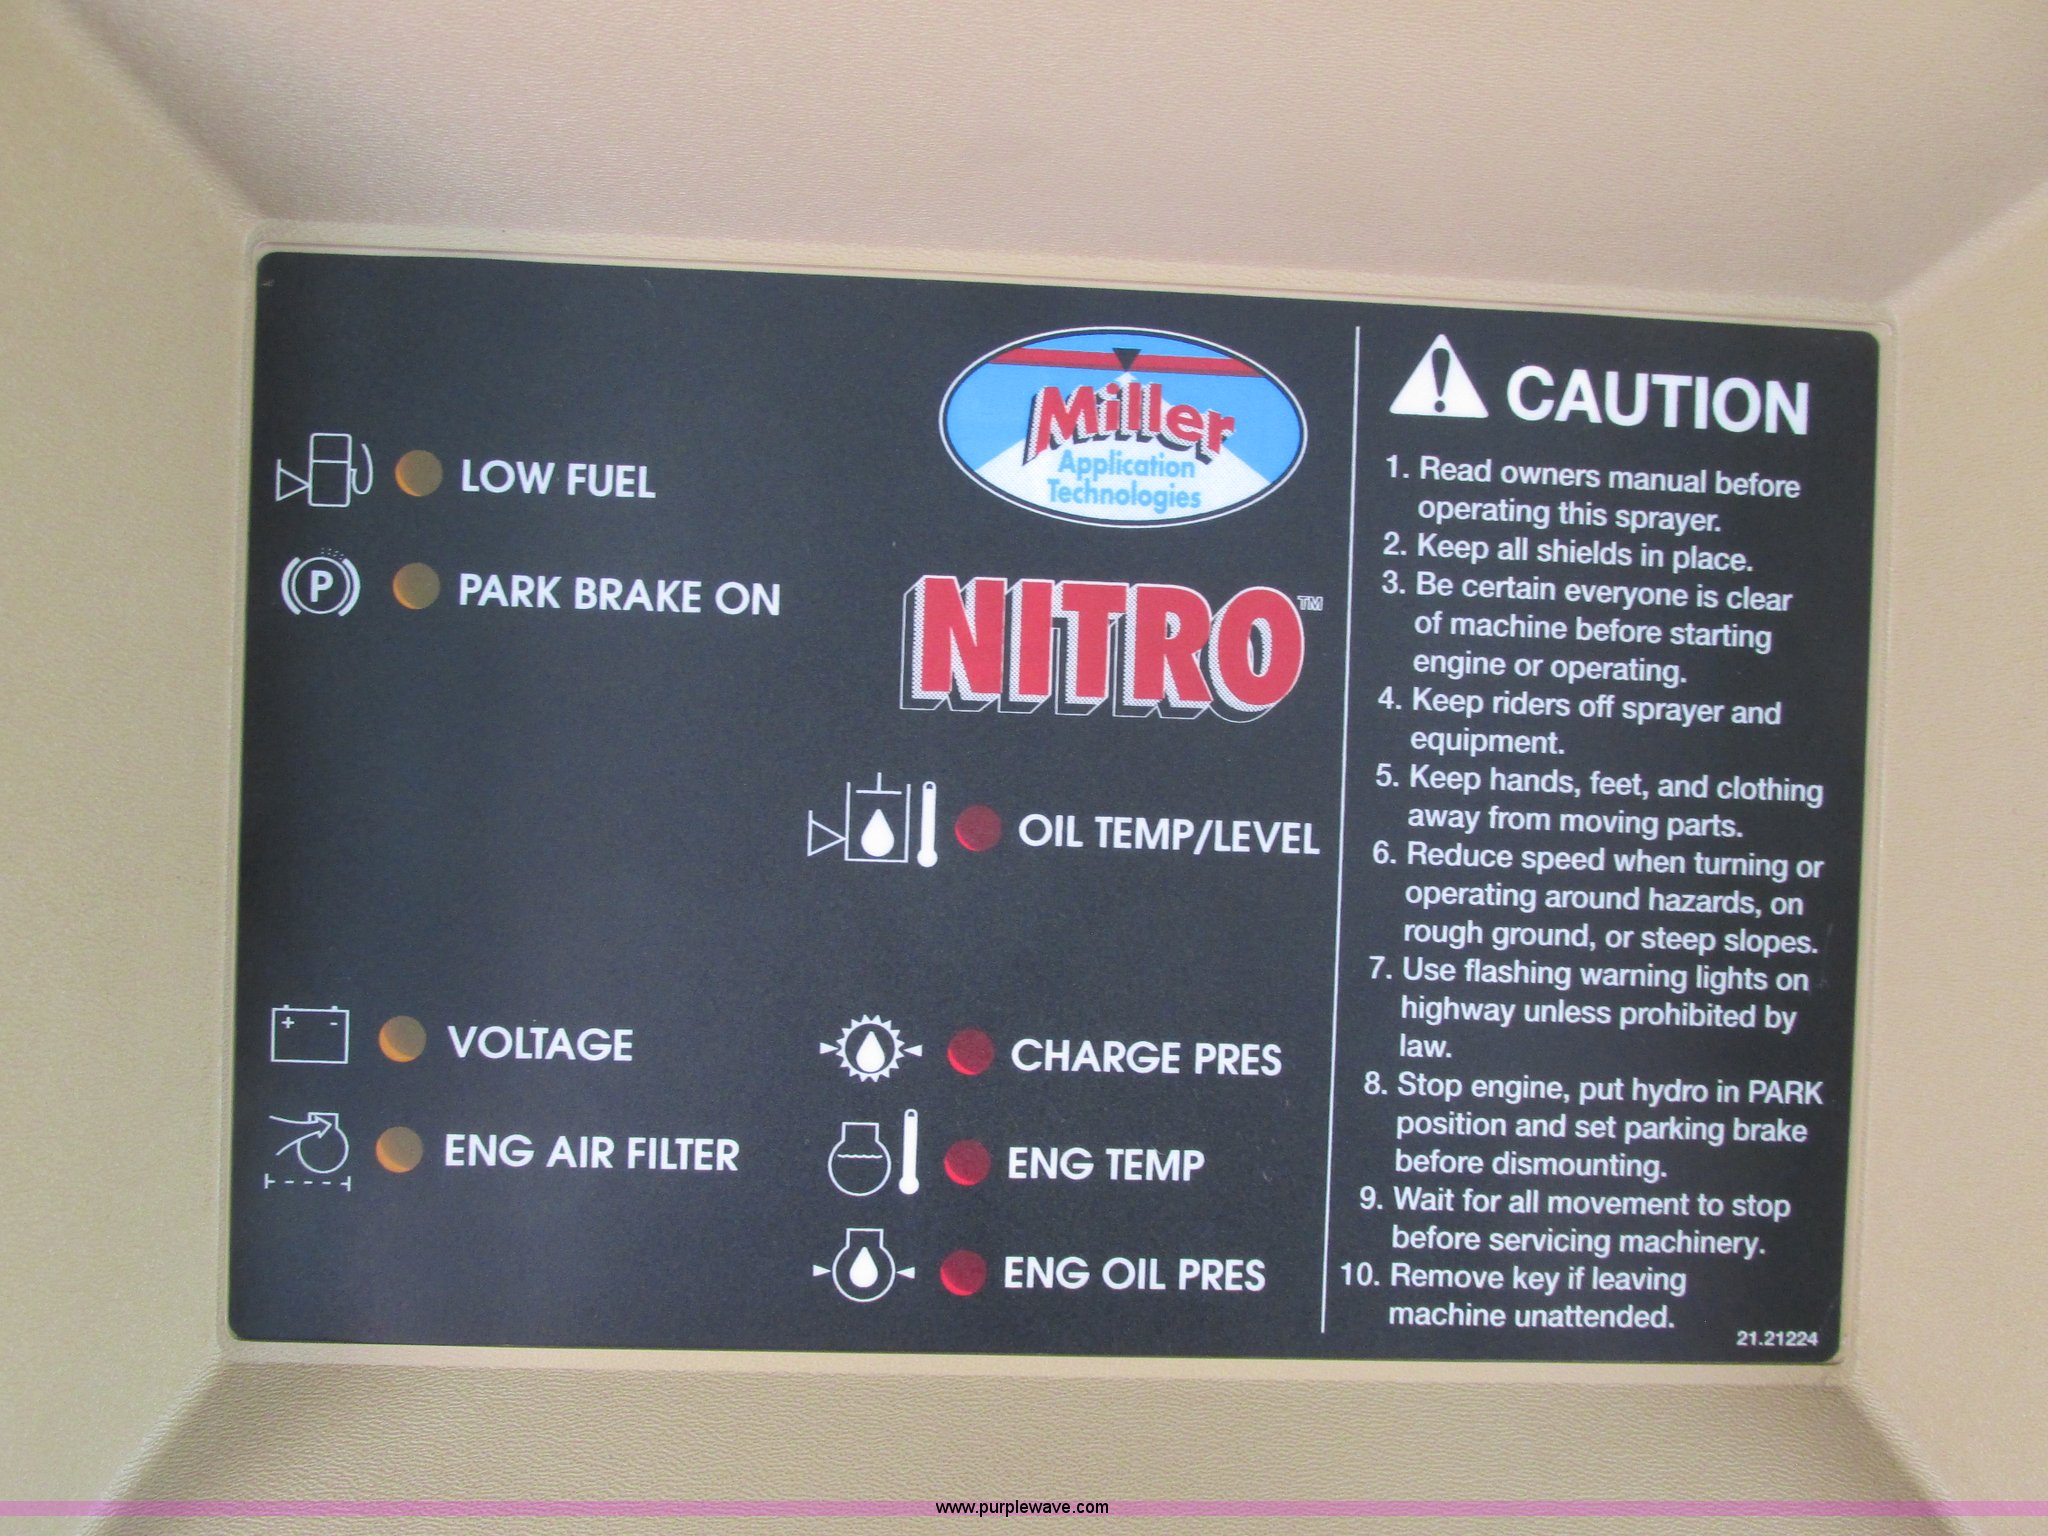 LOW FUEL
P
PARK BRAKE ON
Miller
Application
Technologies
NITRO™
OIL TEMP/LEVEL
+ -
VOLTAGE
ENG AIR FILTER
CHARGE PRES
ENG TEMP
ENG OIL PRES
! CAUTION
1. Read owners manual before
operating this sprayer.
2. Keep all shields in place.
3. Be certain everyone is clear
of machine before starting
engine or operating.
4. Keep riders off sprayer and
equipment.
5. Keep hands, feet, and clothing
away from moving parts.
6. Reduce speed when turning or
operating around hazards, on
rough ground, or steep slopes.
7. Use flashing warning lights on
highway unless prohibited by
law.
8. Stop engine, put hydro in PARK
position and set parking brake
before dismounting.
9. Wait for all movement to stop
before servicing machinery.
10. Remove key if leaving
machine unattended.
21.21224
www.purplewave.com